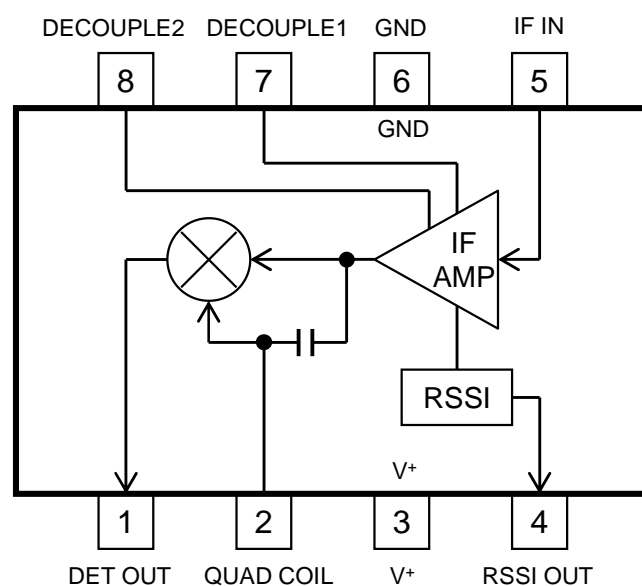 DECOUPLE2 DECOUPLE1 GND IF IN
8 7 6 5
GND
IF
AMP
RSSI
V+
1 2 3 4
DET OUT QUAD COIL V+ RSSI OUT